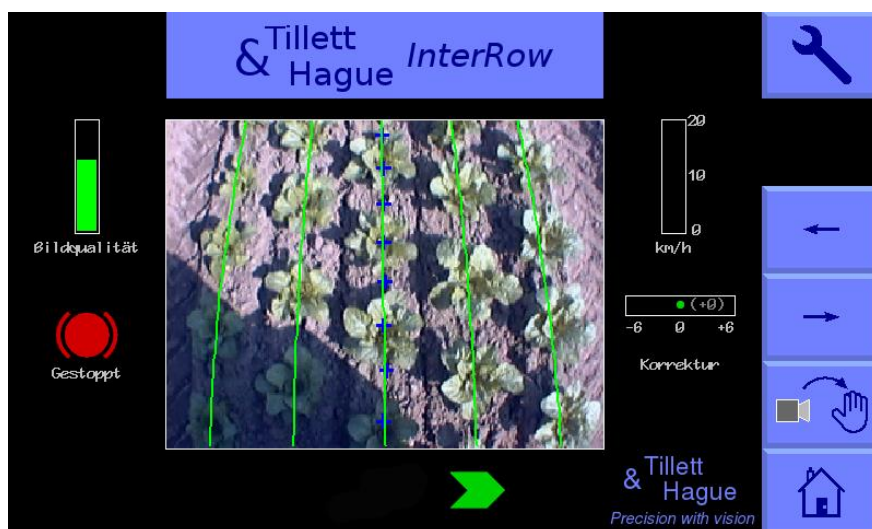 & Tillett
Hague
InterRow
Bildqualität
Gestoppt
20
10
0
km/h
(+0)
-6 0 +6
Korrektur
& Tillett
Hague
Precision with vision